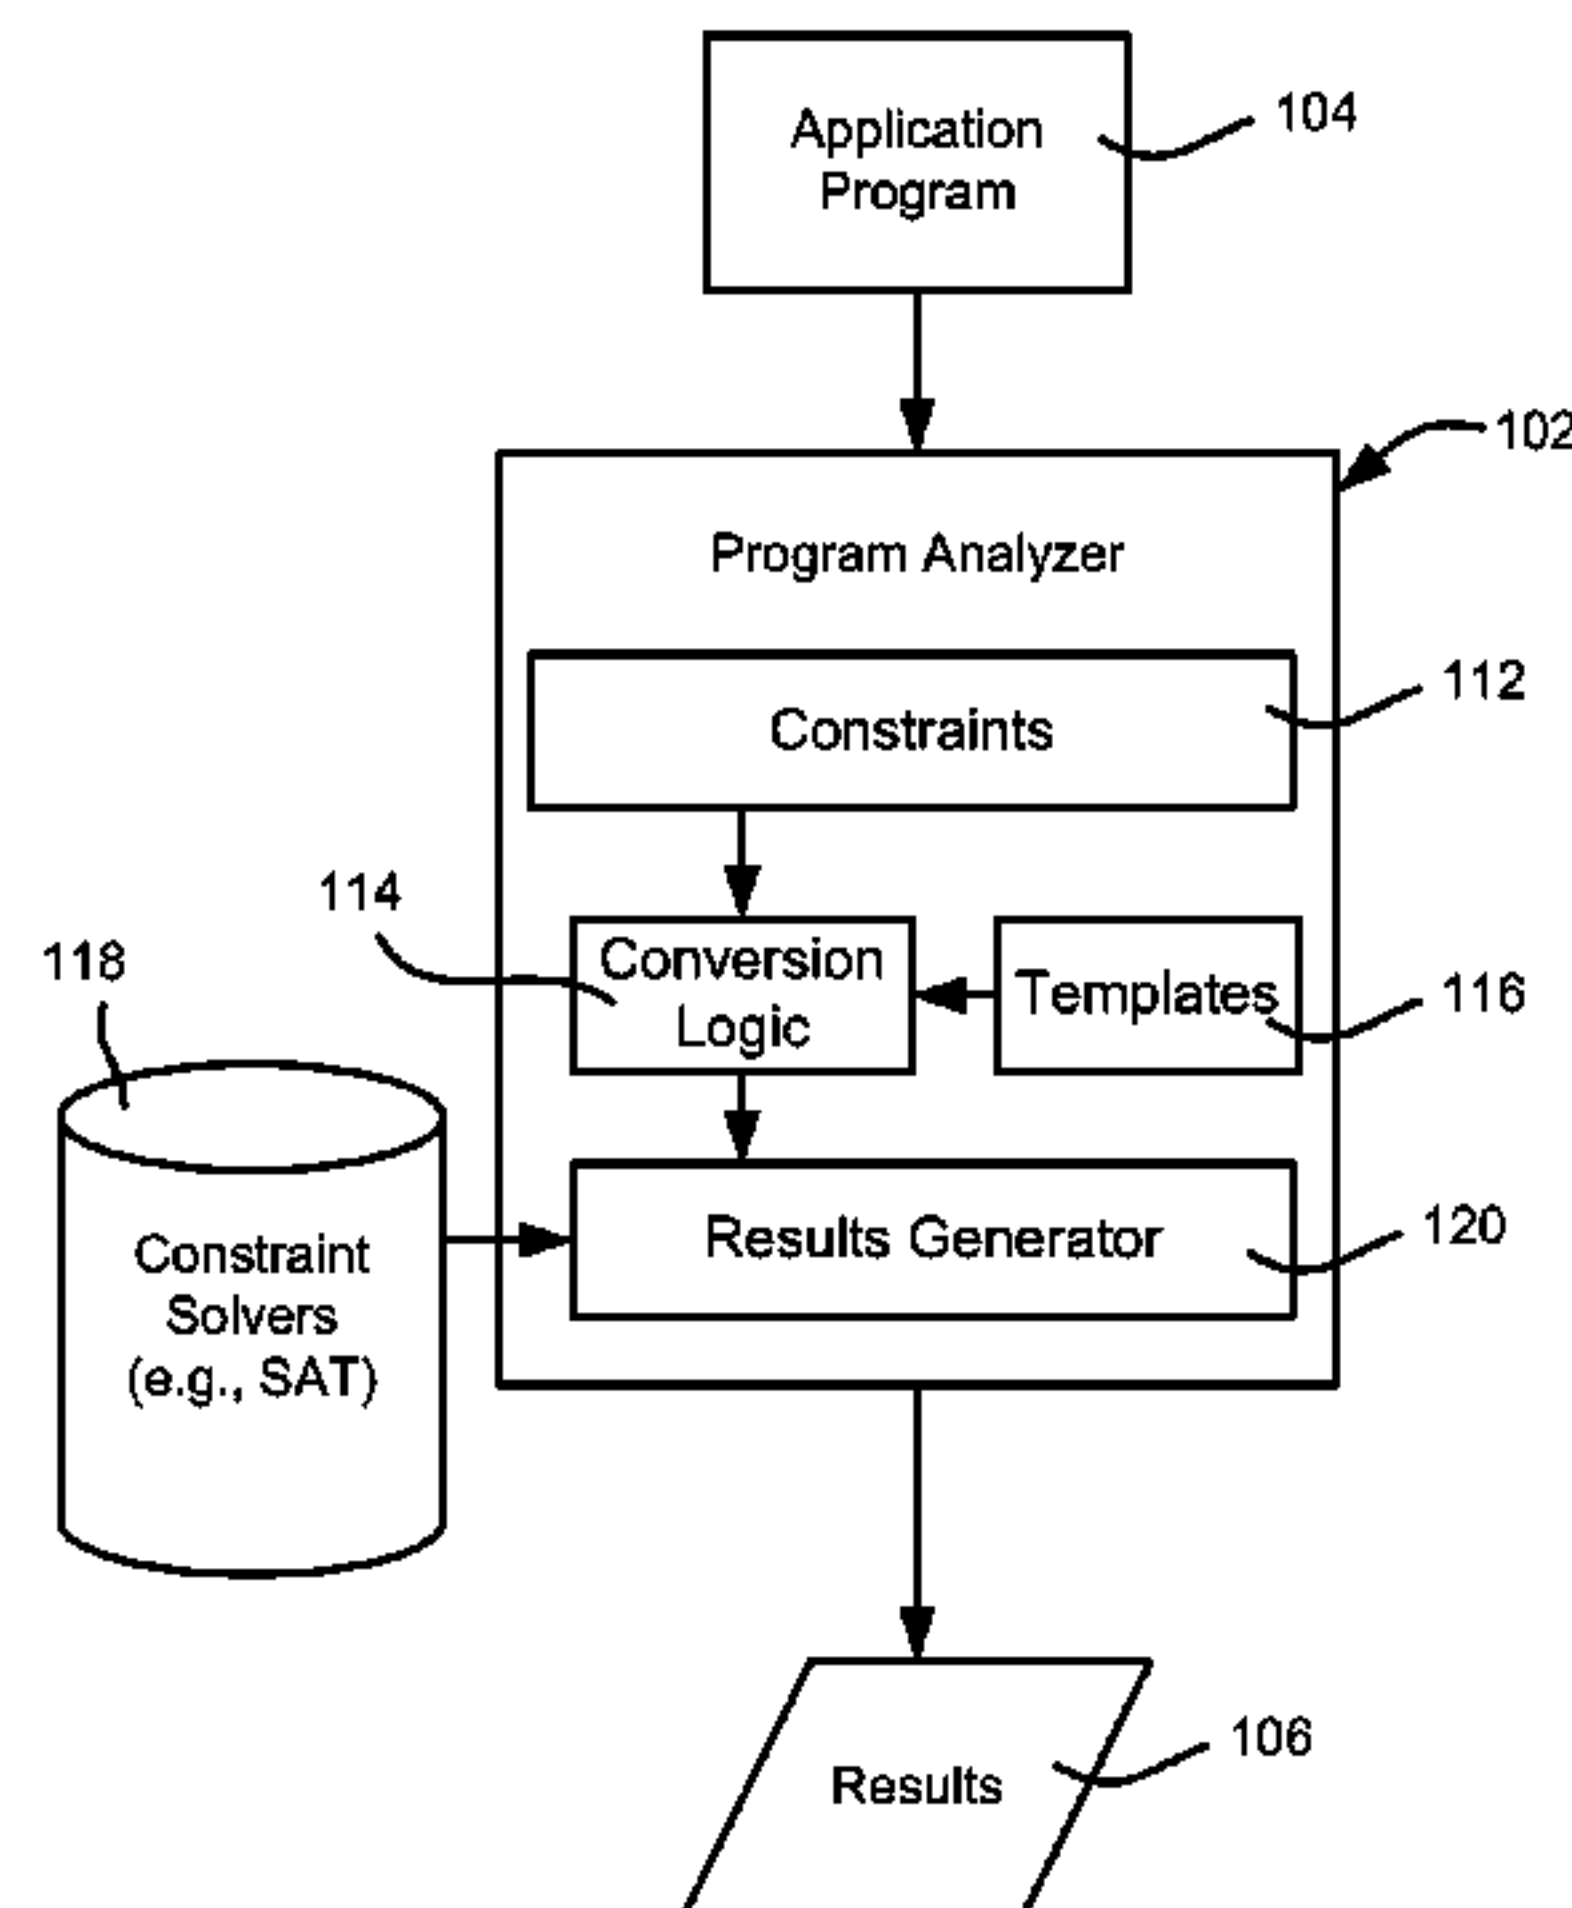 Application
Program
104
102
Program Analyzer
Constraints
112
114
Conversion
Logic
Templates
116
118
Constraint
Solvers
(e.g., SAT)
Results Generator
120
Results
106